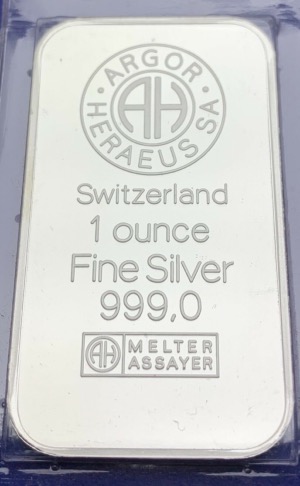 · ARGOR ·
HERAEUS SA
AH
Switzerland
1 ounce
Fine Silver
999,0
AH MELTER
ASSAYER